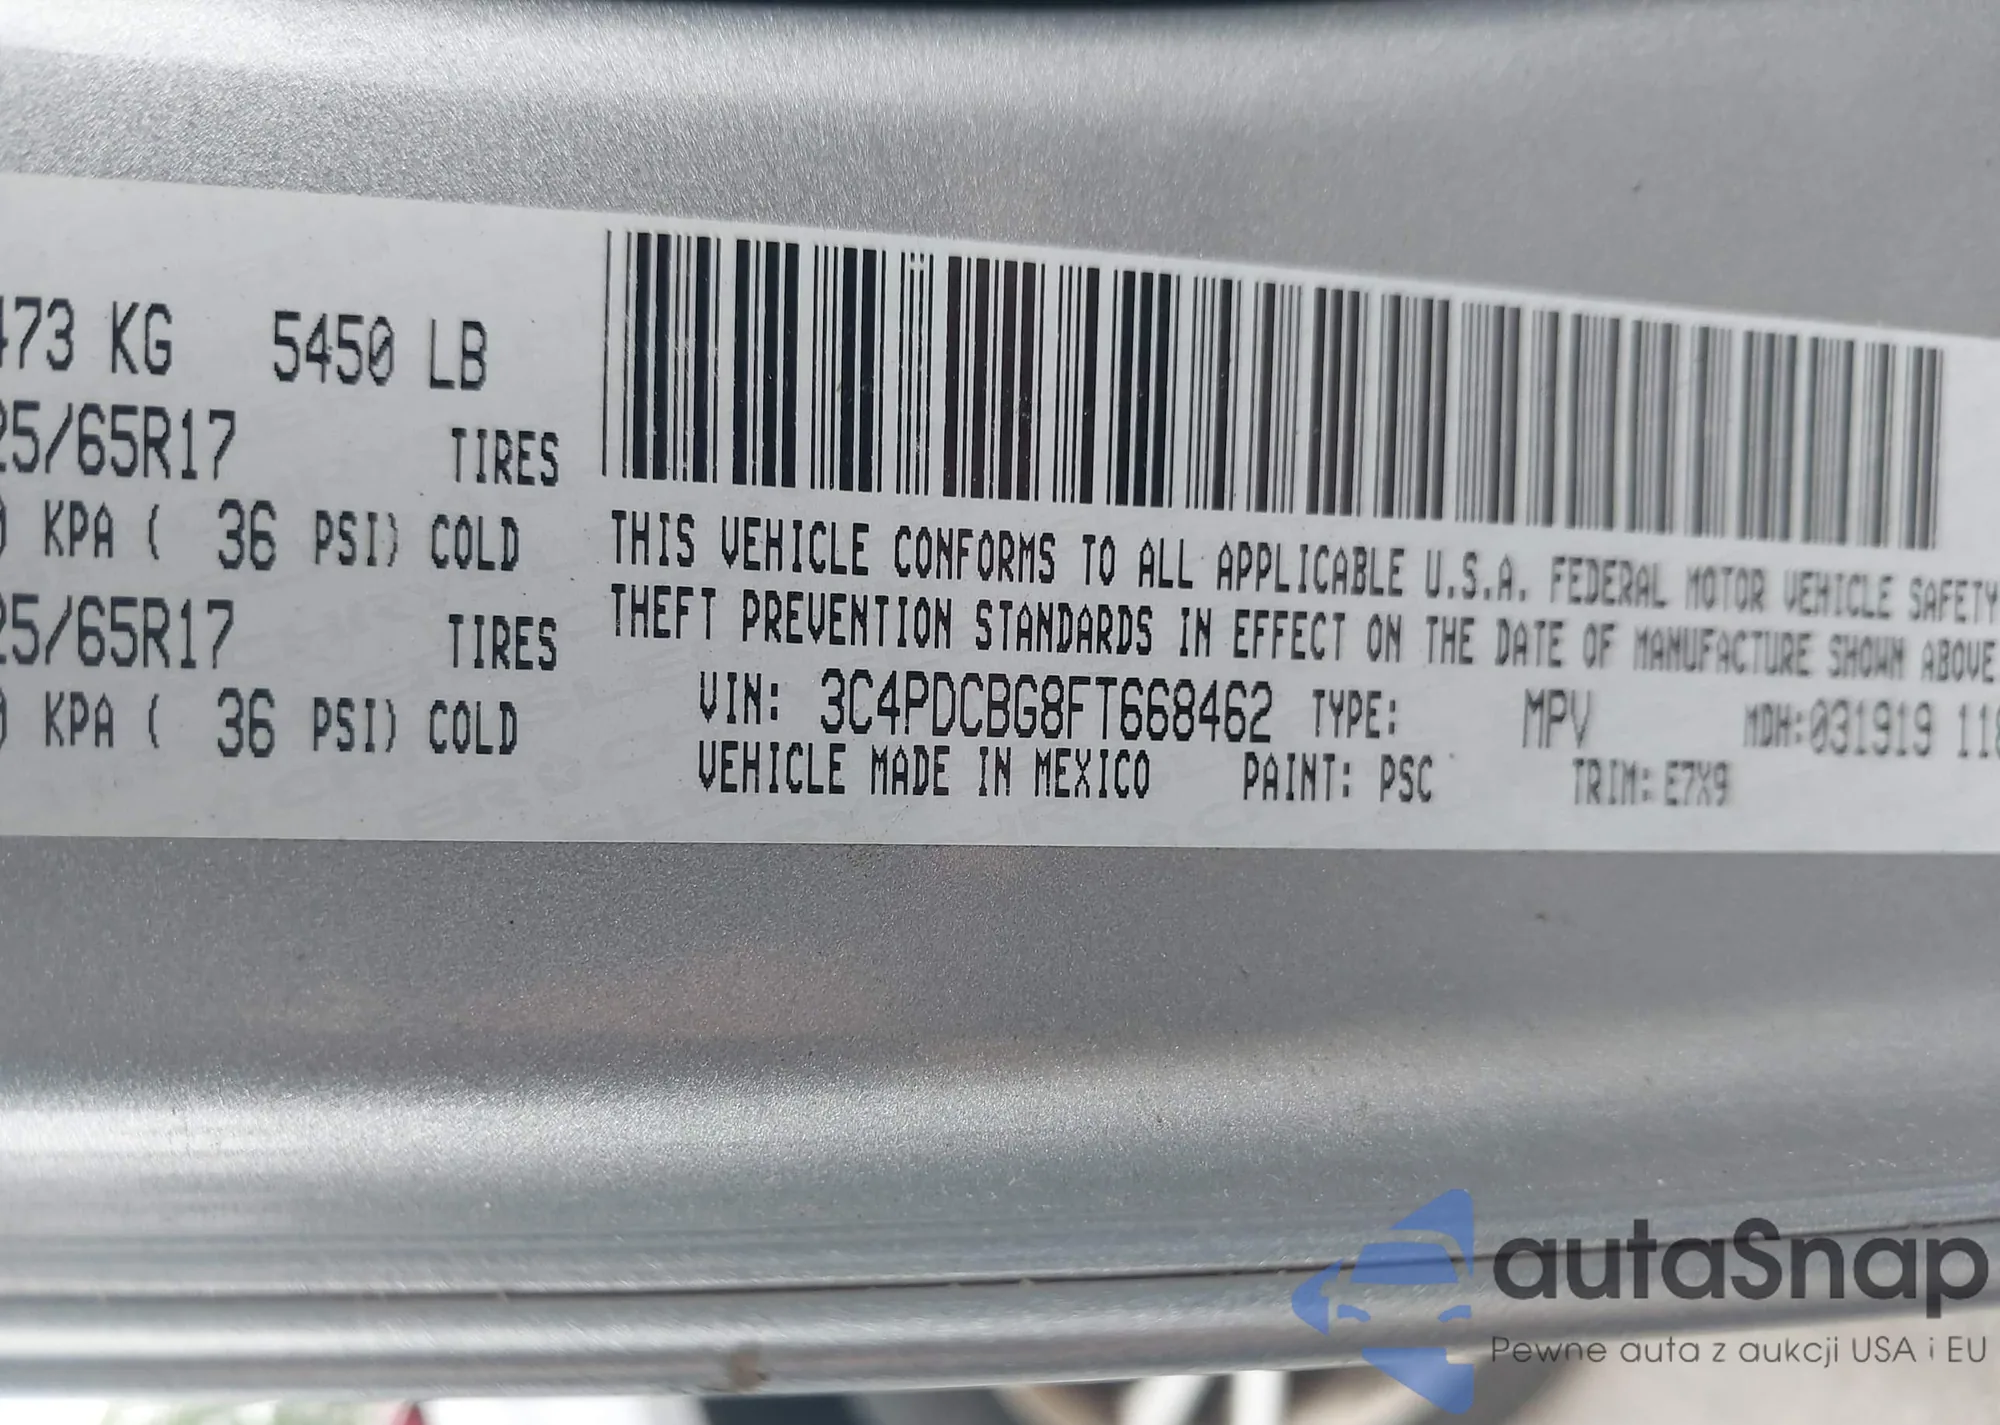 473 KG 5450 LB
25/65R17 TIRES
0 KPA ( 36 PSI) COLD
25/65R17 TIRES
0 KPA ( 36 PSI) COLD
THIS VEHICLE CONFORMS TO ALL APPLICABLE U.S.A. FEDERAL MOTOR VEHICLE SAFETY
THEFT PREVENTION STANDARDS IN EFFECT ON THE DATE OF MANUFACTURE SHOWN ABOVE
VIN: 3C4PDCBG8FT668462 TYPE: MPV MDH:031919 118
VEHICLE MADE IN MEXICO PAINT: PSC TRIM: E7X9
autaSnap
Pewne auta z aukcji USA i EU